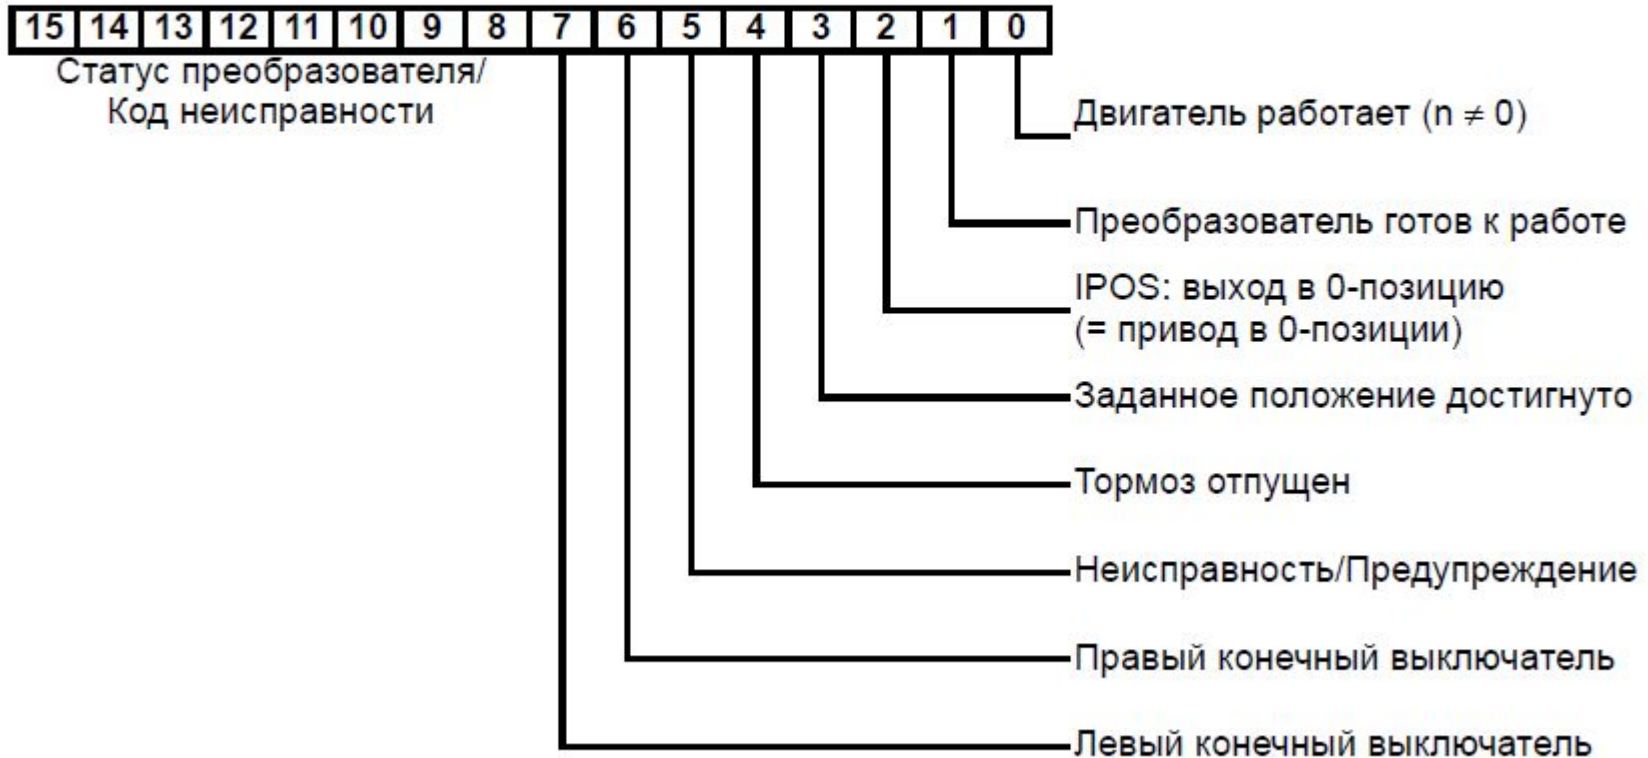 15 14 13 12 11 10 9 8 7 6 5 4 3 2 1 0
Статус преобразователя/
Код неисправности
Двигатель работает (n ≠ 0)
Преобразователь готов к работе
IPOS: выход в 0-позицию
(= привод в 0-позиции)
Заданное положение достигнуто
Тормоз отпущен
Неисправность/Предупреждение
Правый конечный выключатель
Левый конечный выключатель